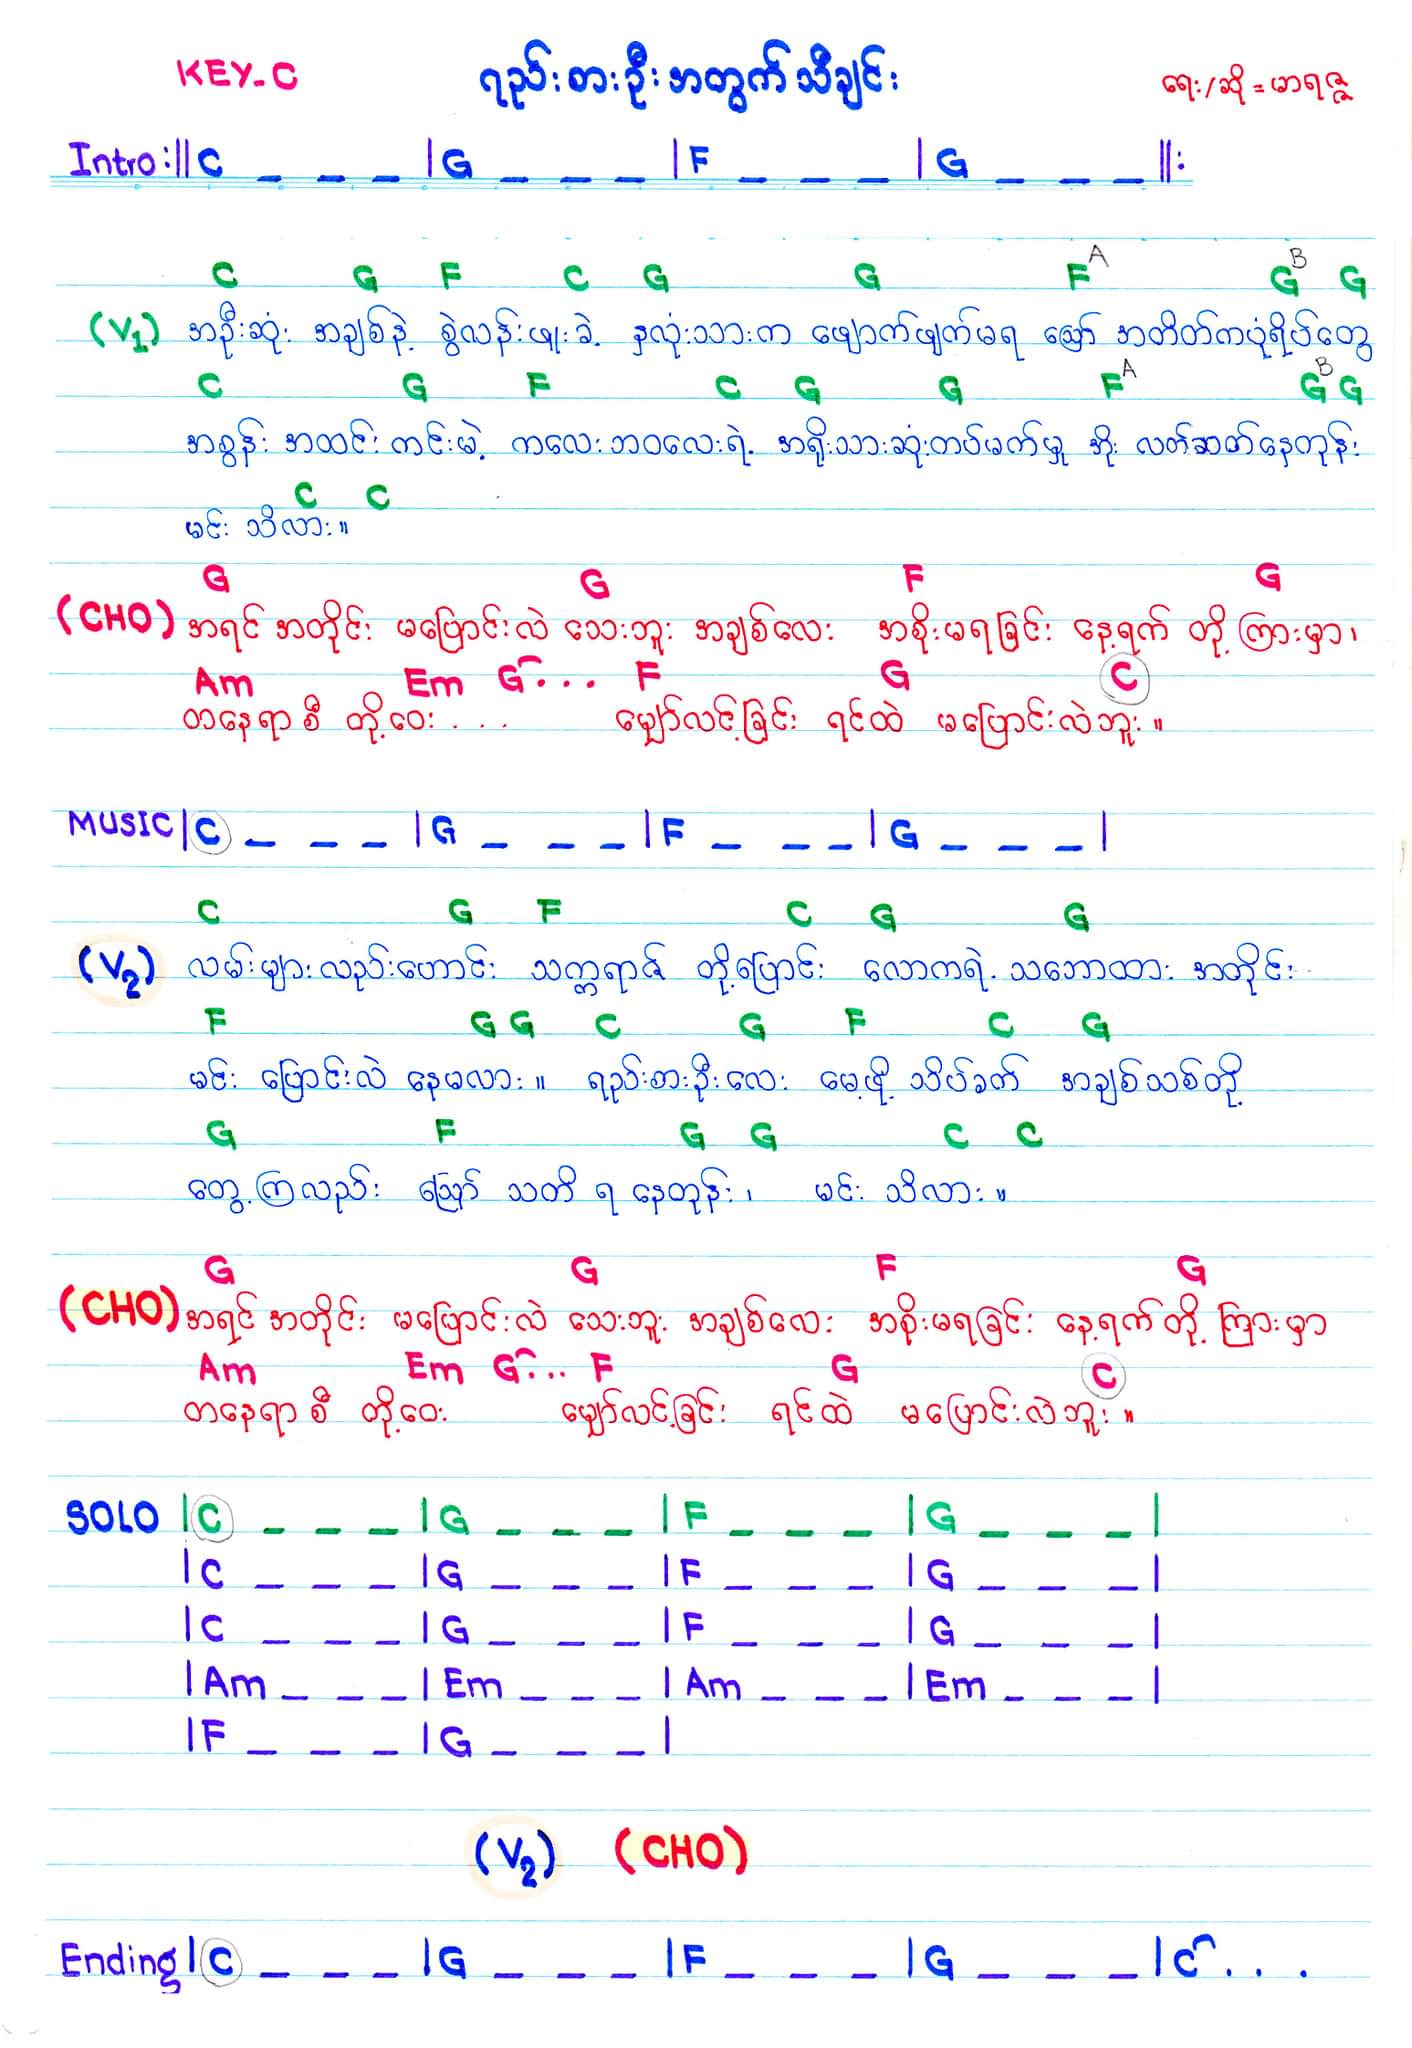 KEY-C ရည်းစားဦးအတွက်သီချင်း ရေး/ဆို = မာရဇ္ဇ
Intro :|| C _ _ _ | G _ _ _ | F _ _ _ | G _ _ _ ||:
C G F C G G F A G B G
(V1) အဦးဆုံး အချစ်နဲ့ စွဲလန်းဖူးခဲ့ နှလုံးသားက ဖျောက်ဖျက်မရ ဪ အတိတ်ကပုံရိပ်တွေ
C G F C G G F A G B G
အစွန်း အထင်း ကင်းမဲ့ ကလေးဘဝလေးရဲ့ အရိုးသားဆုံးကပ်မက်မှု အိုး လတ်ဆတ်နေတုန်း
C C
မင်း သိလား။
G G F G
(CHO) အရင်အတိုင်း မပြောင်းလဲ သေးဘူး အချစ်လေး အစိုးမရခြင်း နေ့ရက် တို့ ကြားမှာ၊
Am Em G... F G C
တနေရာစီ တို့ဝေး.... မျှော်လင့်ခြင်း ရင်ထဲ မပြောင်းလဲဘူး။
MUSIC | C _ _ _ | G _ _ _ | F _ _ _ | G _ _ _ |
C G F C G G
(V2) လမ်းများလည်းဟောင်း သက္ကရာဇ် တို့ပြောင်း လောကရဲ့ သဘောထား အတိုင်း
F G G C G F C G
မင်း ပြောင်းလဲ နေမလား။ ရည်းစားဦးလေး မေ့ဖို့ သိပ်ခက် အချစ်သစ်တို့
G F G G C C
တွေ့ကြလည်း ဪ သတိ ရ နေတုန်း၊ မင်း သိလား။
G G F G
(CHO) အရင်အတိုင်း မပြောင်းလဲ သေးဘူး အချစ်လေး အစိုးမရခြင်း နေ့ရက်တို့ ကြားမှာ
Am Em G... F G C
တနေရာစီ တို့ဝေး မျှော်လင့်ခြင်း ရင်ထဲ မပြောင်းလဲဘူး။
SOLO | C _ _ _ | G _ _ _ | F _ _ _ | G _ _ _ |
| C _ _ _ | G _ _ _ | F _ _ _ | G _ _ _ |
| C _ _ _ | G _ _ _ | F _ _ _ | G _ _ _ |
| Am _ _ _ | Em _ _ _ | Am _ _ _ | Em _ _ _ |
| F _ _ _ | G _ _ _ |
(V2) (CHO)
Ending | C _ _ _ | G _ _ _ | F _ _ _ | G _ _ _ | C...